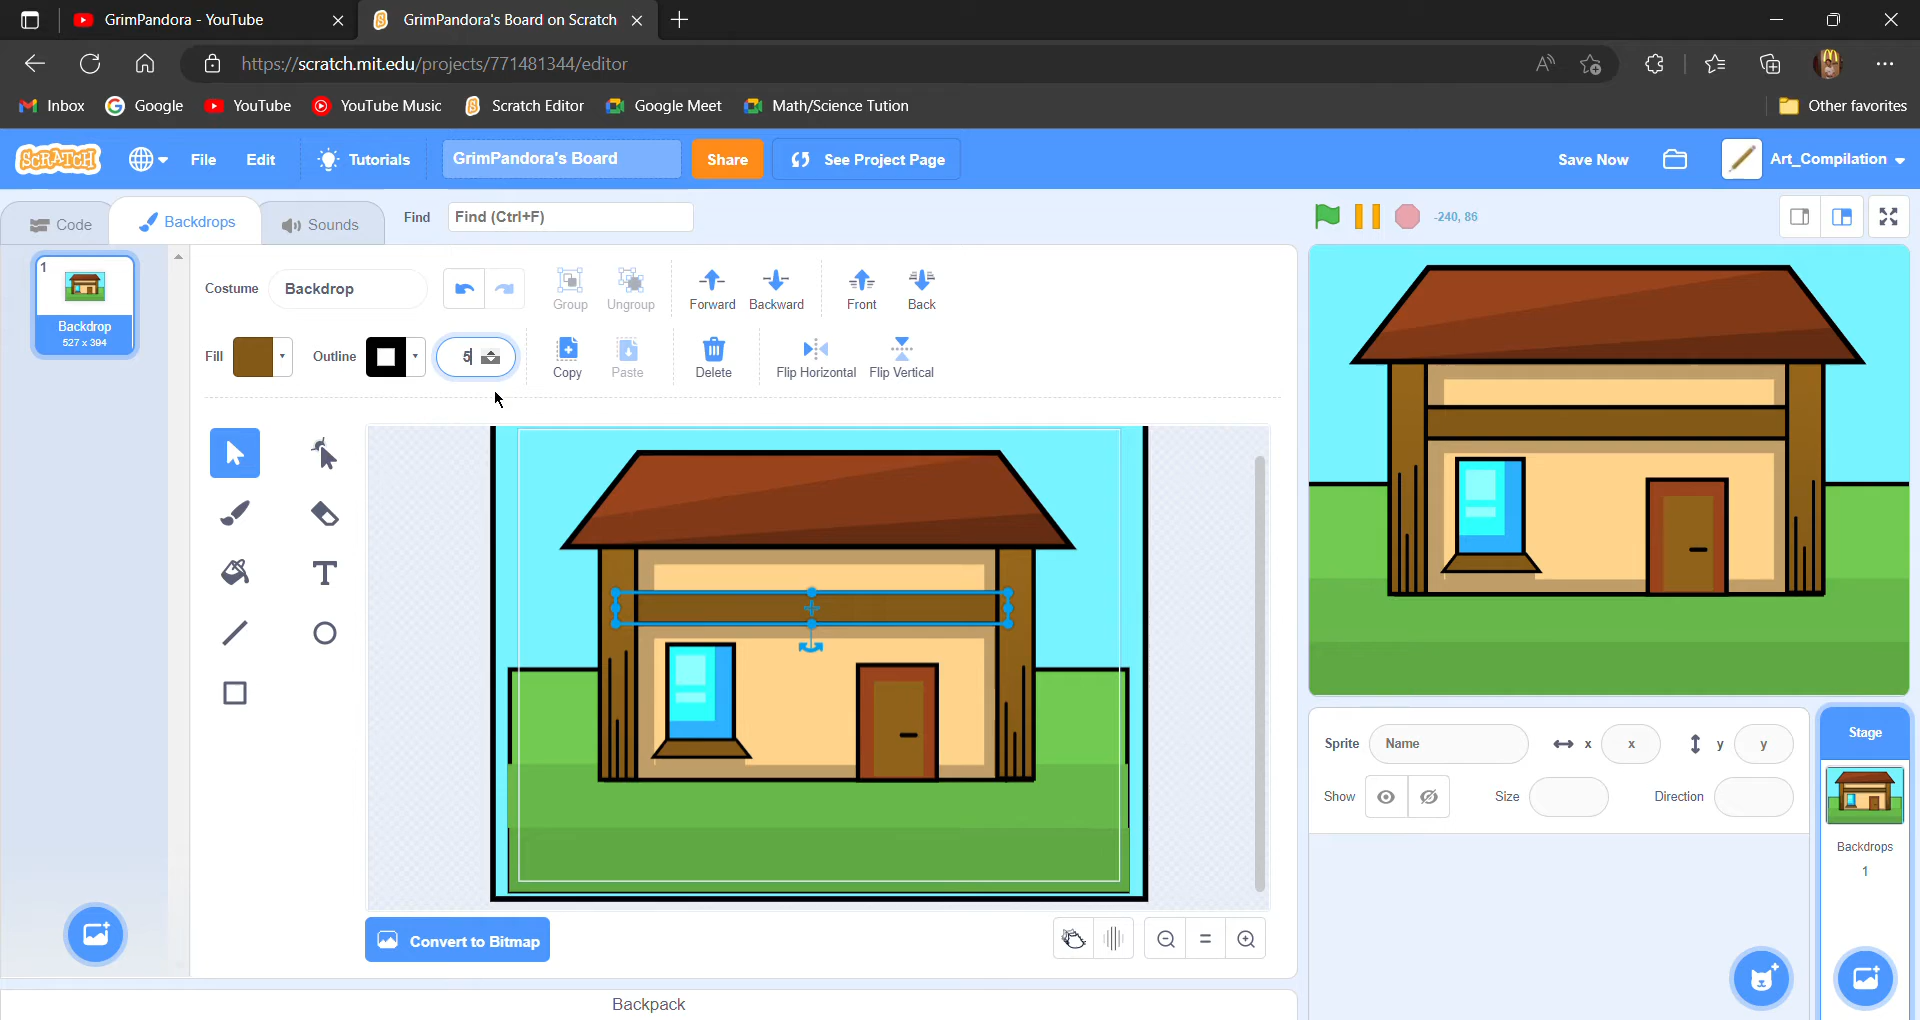 GrimPandora - YouTube
GrimPandora's Board on Scratch
https://scratch.mit.edu/projects/771481344/editor
Inbox Google YouTube YouTube Music Scratch Editor Google Meet Math/Science Tution Other favorites
SCRATCH File Edit Tutorials GrimPandora's Board Share See Project Page Save Now Art_Compilation
Code Backdrops Sounds Find Find (Ctrl+F) -240, 86
1
Backdrop
527 x 394
Costume Backdrop Group Ungroup Forward Backward Front Back
Fill Outline 5 Copy Paste Delete Flip Horizontal Flip Vertical
T
Convert to Bitmap
Backpack
Sprite Name x x y y
Show Size Direction
Stage
Backdrops
1